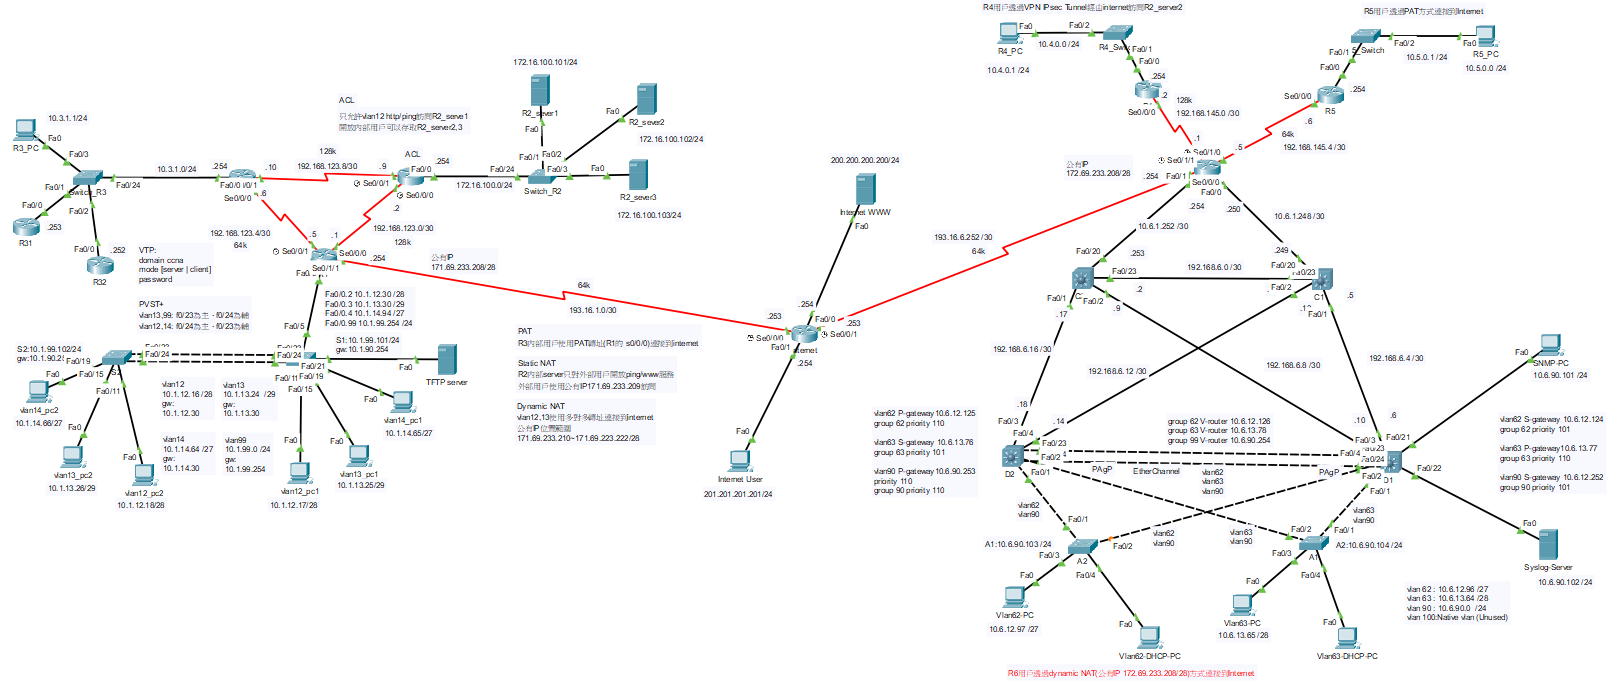 R4用戶透過VPN IPsec Tunnel經由internet訪問R2_server2
R5用戶透過PAT方式連接到Internet
Fa0
Fa0/2
10.4.0.0 /24
R4_PC
Fa0/1
10.4.0.1 /24
Fa0/0
.254
.2
Se0/0/0
128k
192.168.145.0 /30
.1
Se0/1/0
Se0/1/1
Fa0/1
Fa0/2
10.5.0.1 /24
Fa0
R5_PC
10.5.0.0 /24
Fa0/0
.254
R5
Se0/0/0
.6
64k
192.168.145.4 /30
.5
公有IP
172.69.233.208/28
.254
Fa0/1
Se0/0/0
Fa0/0
.254
.250
10.6.1.248 /30
10.6.1.252 /30
193.16.6.252 /30
64k
172.16.100.101/24
R2_sever1
Fa0
Fa0
R2_sever2
172.16.100.102/24
Fa0
R2_sever3
172.16.100.103/24
Fa0/1
Fa0/2
Fa0/3
Fa0/24
Switch_R2
172.16.100.0/24
ACL
只允許vlan12 http/ping訪問R2_serve1
開放內部用戶可以存取R2_server2,3
ACL
Fa0/0
.254
.9
Se0/0/1
Se0/0/0
.2
128k
192.168.123.8/30
.10
10.3.1.1/24
R3_PC
Fa0
Fa0/3
Fa0/1
Switch_R3
Fa0/24
10.3.1.0/24
.254
Fa0/0
Se0/0/0
.6
Fa0/0
Fa0/2
.253
R31
Fa0/0
.252
R32
192.168.123.4/30
64k
192.168.123.0/30
128k
.5
.1
Se0/0/1
Se0/0/0
Se0/1/1
.254
公有IP
171.69.233.208/28
VTP:
domain ccna
mode [server | client]
password
PVST+
vlan13,99: f0/23為主 - f0/24為輔
vlan12,14: f0/24為主 - f0/23為輔
Fa0/0.2 10.1.12.30 /28
Fa0/0.3 10.1.13.30 /29
Fa0/0.4 10.1.14.94 /27
Fa0/0.99 10.1.99.254 /24
Fa0/5
S1: 10.1.99.101/24
gw:10.1.90.254
S2:10.1.99.102/24
Fa0/19
Fa0/24
Fa0/24
Fa0/21
Fa0/19
Fa0/15
Fa0/15
Fa0/11
Fa0
TFTP server
Fa0
vlan14_pc2
10.1.14.66/27
Fa0
vlan13_pc2
10.1.13.26/29
Fa0
vlan12_pc2
10.1.12.18/28
Fa0
vlan14_pc1
10.1.14.65/27
Fa0
vlan13_pc1
10.1.13.25/29
Fa0
vlan12_pc1
10.1.12.17/28
vlan12
10.1.12.16 /28
gw:
10.1.12.30
vlan13
10.1.13.24 /29
gw:
10.1.13.30
vlan14
10.1.14.64 /27
gw:
10.1.14.30
vlan99
10.1.99.0 /24
gw:
10.1.99.254
64k
193.16.1.0/30
PAT
R3內部用戶使用PAT轉址(R1的 s0/0/0)連接到internet
Static NAT
R2內部server只對外部用戶開放ping/www服務
外部用戶使用公有IP171.69.233.209訪問
Dynamic NAT
vlan12,13使用多對多轉址連接到internet
公有IP位置範圍
171.69.233.210~171.69.223.222/28
200.200.200.200/24
Internet WWW
Fa0
.254
.253
Fa0/0
.253
Se0/0/0
Se0/0/1
Fa0/1
.254
Fa0
Internet User
201.201.201.201/24
Fa0/20
.253
Fa0/23
192.168.6.0 /30
.249
Fa0/20
Fa0/23
C1
Fa0/1
.17
Fa0/2
.2
.9
Fa0/2
Fa0/1
.5
192.168.6.16 /30
192.168.6.12 /30
192.168.6.8 /30
192.168.6.4 /30
SNMP-PC
10.6.90.101 /24
Fa0
.18
Fa0/3
Fa0/4
.14
Fa0/23
Fa0/2
Fa0/1
D2
PAgP
EtherChannel
PAgP
vlan62
vlan63
vlan90
.10
.6
Fa0/3
Fa0/4
Fa0/21
Fa0/24
Fa0/22
Fa0/2
Fa0/1
D1
vlan62 P-gateway 10.6.12.125
group 62 priority 110
vlan63 S-gateway 10.6.13.76
group 63 priority 101
vlan90 P-gateway 10.6.90.253
priority 110
group 90 priority 110
group 62 V-router 10.6.12.126
group 63 V-router 10.6.13.78
group 99 V-router 10.6.90.254
vlan62 S-gateway 10.6.12.124
group 62 priority 101
vlan63 P-gateway10.6.13.77
group 63 priority 110
vlan90 S-gateway 10.6.12.252
group 90 priority 101
vlan62
vlan90
vlan62
vlan90
vlan63
vlan90
vlan63
vlan90
A1:10.6.90.103 /24
Fa0/1
Fa0/2
Fa0/3
A2
Fa0/4
Fa0/2
Fa0/1
Fa0/3
A1
Fa0/4
A2:10.6.90.104 /24
Fa0
Syslog-Server
10.6.90.102 /24
Fa0
Vlan62-PC
10.6.12.97 /27
Fa0
Vlan62-DHCP-PC
Fa0
Vlan63-PC
10.6.13.65 /28
Fa0
Vlan63-DHCP-PC
vlan 62 : 10.6.12.96 /27
vlan 63 : 10.6.13.64 /28
vlan 90 : 10.6.90.0 /24
vlan 100:Native vlan (Unused)
R6用戶透過dynamic NAT(公有IP 172.69.233.208/28)方式連接到Internet